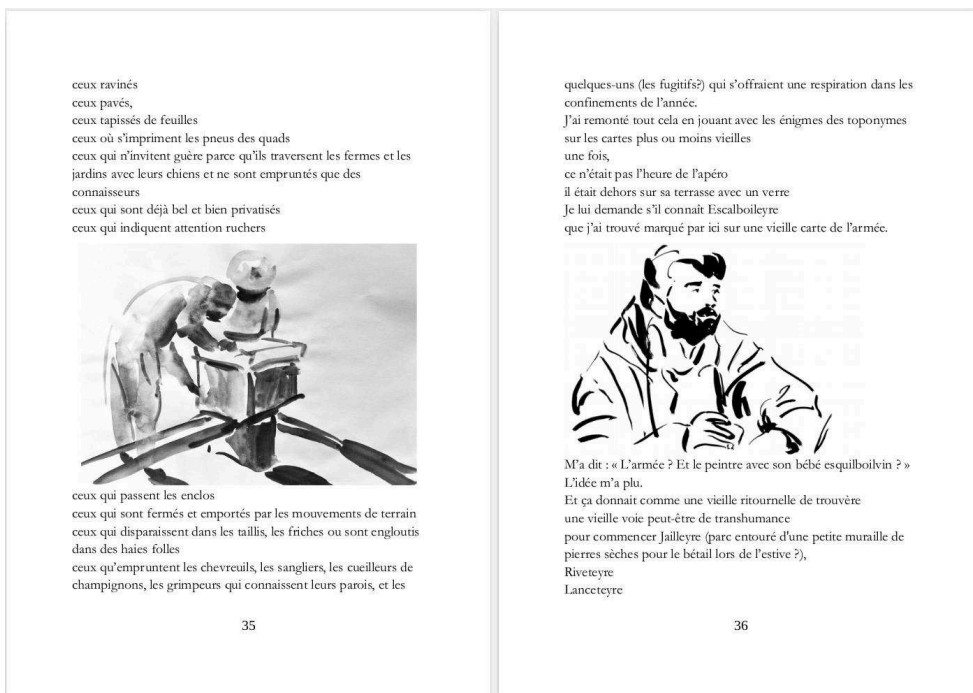 ceux ravinés
ceux pavés,
ceux tapissés de feuilles
ceux où s’impriment les pneus des quads
ceux qui n’invitent guère parce qu’ils traversent les fermes et les
jardins avec leurs chiens et ne sont empruntés que des
connaisseurs
ceux qui sont déjà bel et bien privatisés
ceux qui indiquent attention ruchers
ceux qui passent les enclos
ceux qui sont fermés et emportés par les mouvements de terrain
ceux qui disparaissent dans les taillis, les friches ou sont engloutis
dans des haies folles
ceux qu’empruntent les chevreuils, les sangliers, les cueilleurs de
champignons, les grimpeurs qui connaissent leurs parois, et les
35
quelques-uns (les fugitifs?) qui s’offraient une respiration dans les
confinements de l’année.
J’ai remonté tout cela en jouant avec les énigmes des toponymes
sur les cartes plus ou moins vieilles
une fois,
ce n’était pas l’heure de l’apéro
il était dehors sur sa terrasse avec un verre
Je lui demande s’il connaît Escalboileyre
que j’ai trouvé marqué par ici sur une vieille carte de l’armée.
M’a dit : « L’armée ? Et le peintre avec son bébé esquilboilvin ? »
L’idée m’a plu.
Et ça donnait comme une vieille ritournelle de trouvère
une vieille voie peut-être de transhumance
pour commencer Jailleyre (parc entouré d'une petite muraille de
pierres sèches pour le bétail lors de l’estive ?),
Riveteyre
Lanceteyre
36